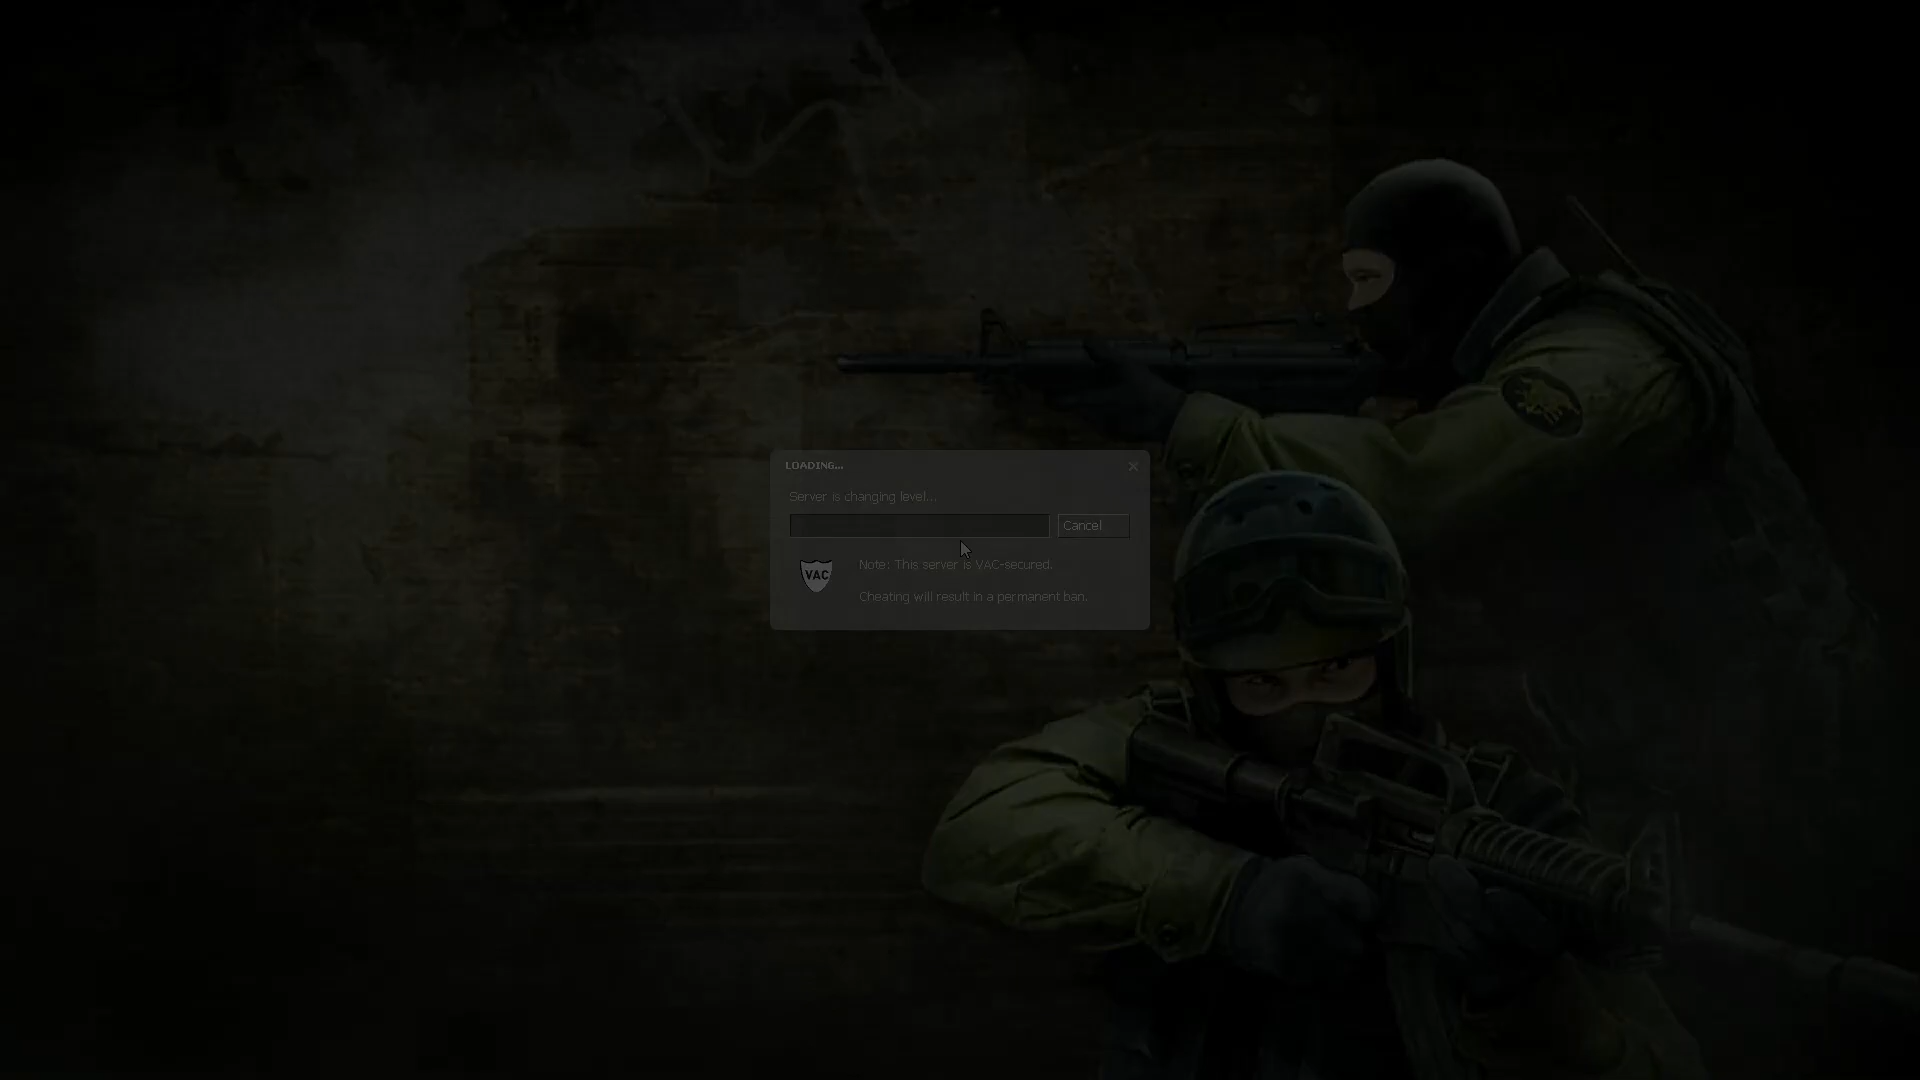 LOADING...
Server is changing level...
Cancel
VAC
Note: This server is VAC-secured.
Cheating will result in a permanent ban.